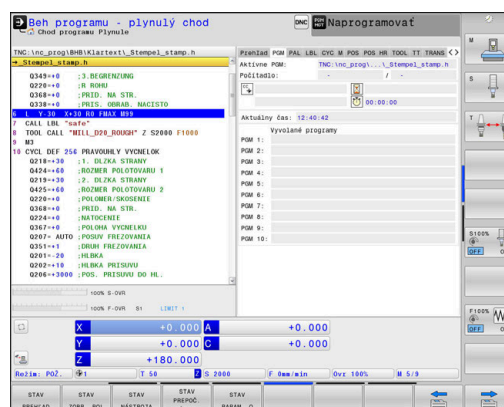 Beh programu - plynulý chod
DNC
Naprogramovať
Chod programu Plynule
TNC:\nc_prog\BHB\Klartext\_Stempel_stamp.h
→_Stempel_stamp.h
Q349=+0 ;3.BEGRENZUNG
Q220=+0 ;R ROHU
Q368=+0 ;PRID. NA STR.
Q338=+0 ;PRIS. OBRAB. NACISTO
6 L Y-30 X+30 R0 FMAX M99
7 CALL LBL "safe"
8 TOOL CALL "MILL_D20_ROUGH" Z S2000 F1000
9 M3
10 CYCL DEF 256 PRAVOUHLY VYCNELOK
Q218=+30 ;1. DLZKA STRANY
Q424=+60 ;ROZMER POLOTOVARU 1
Q219=+30 ;2. DLZKA STRANY
Q425=+60 ;ROZMER POLOTOVARU 2
Q220=+0 ;POLOMER/SKOSENIE
Q368=+0 ;PRID. NA STR.
Q224=+0 ;NATOCENIE
Q367=+0 ;POLOHA VYCNELKU
Q207= AUTO ;POSUV FREZOVANIA
Q351=+1 ;DRUH FREZOVANIA
Q201=-20 ;HLBKA
Q202=+10 ;HLBKA PRISUVU
Q206=+3000 ;POS. PRISUVU DO HL.
100% S-OVR
100% F-OVR S1 LIMIT 1
Prehľad PGM PAL LBL CYC M POS POS HR TOOL TT TRANS
Aktívne PGM: TNC:\nc_prog\...\_Stempel_stamp.h
Počítadlo: - / -
00:00:00
Aktuálny čas: 12:40:42
Vyvolané programy
PGM 1:
PGM 2:
PGM 3:
PGM 4:
PGM 5:
PGM 6:
PGM 7:
PGM 8:
PGM 9:
PGM 10:
X +0.000 A +0.000
Y +0.000 C +0.000
Z +180.000
Režim: POŽ. 1 T 50 Z S 2000 F 0mm/min Ovr 100% M 5/9
M
S
T
S100%
OFF
F100%
OFF
STAV
STAV
STAV
STAV PREPOČ.
STAV